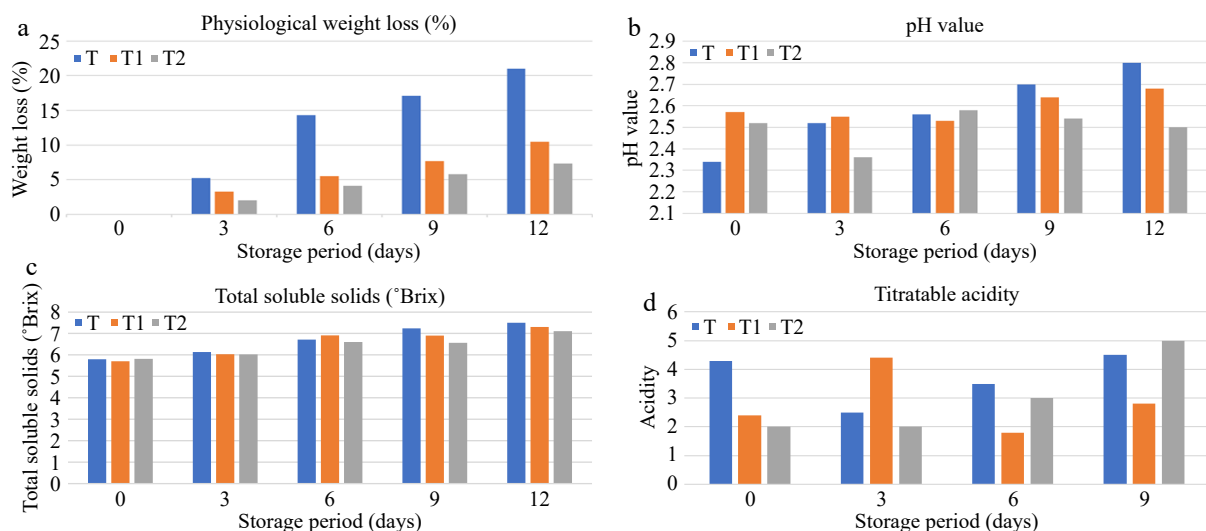 a
Physiological weight loss (%)
T T1 T2
Weight loss (%)
25
20
15
10
5
0
0 3 6 9 12
Storage period (days)
b
pH value
T T1 T2
pH value
2.9
2.8
2.7
2.6
2.5
2.4
2.3
2.2
2.1
0 3 6 9 12
Storage period (days)
c
Total soluble solids (˚Brix)
T T1 T2
Total soluble solids (˚Brix)
8
7
6
5
4
3
2
1
0
0 3 6 9 12
Storage period (days)
d
Titratable acidity
T T1 T2
Acidity
6
5
4
3
2
1
0
0 3 6 9
Storage period (days)